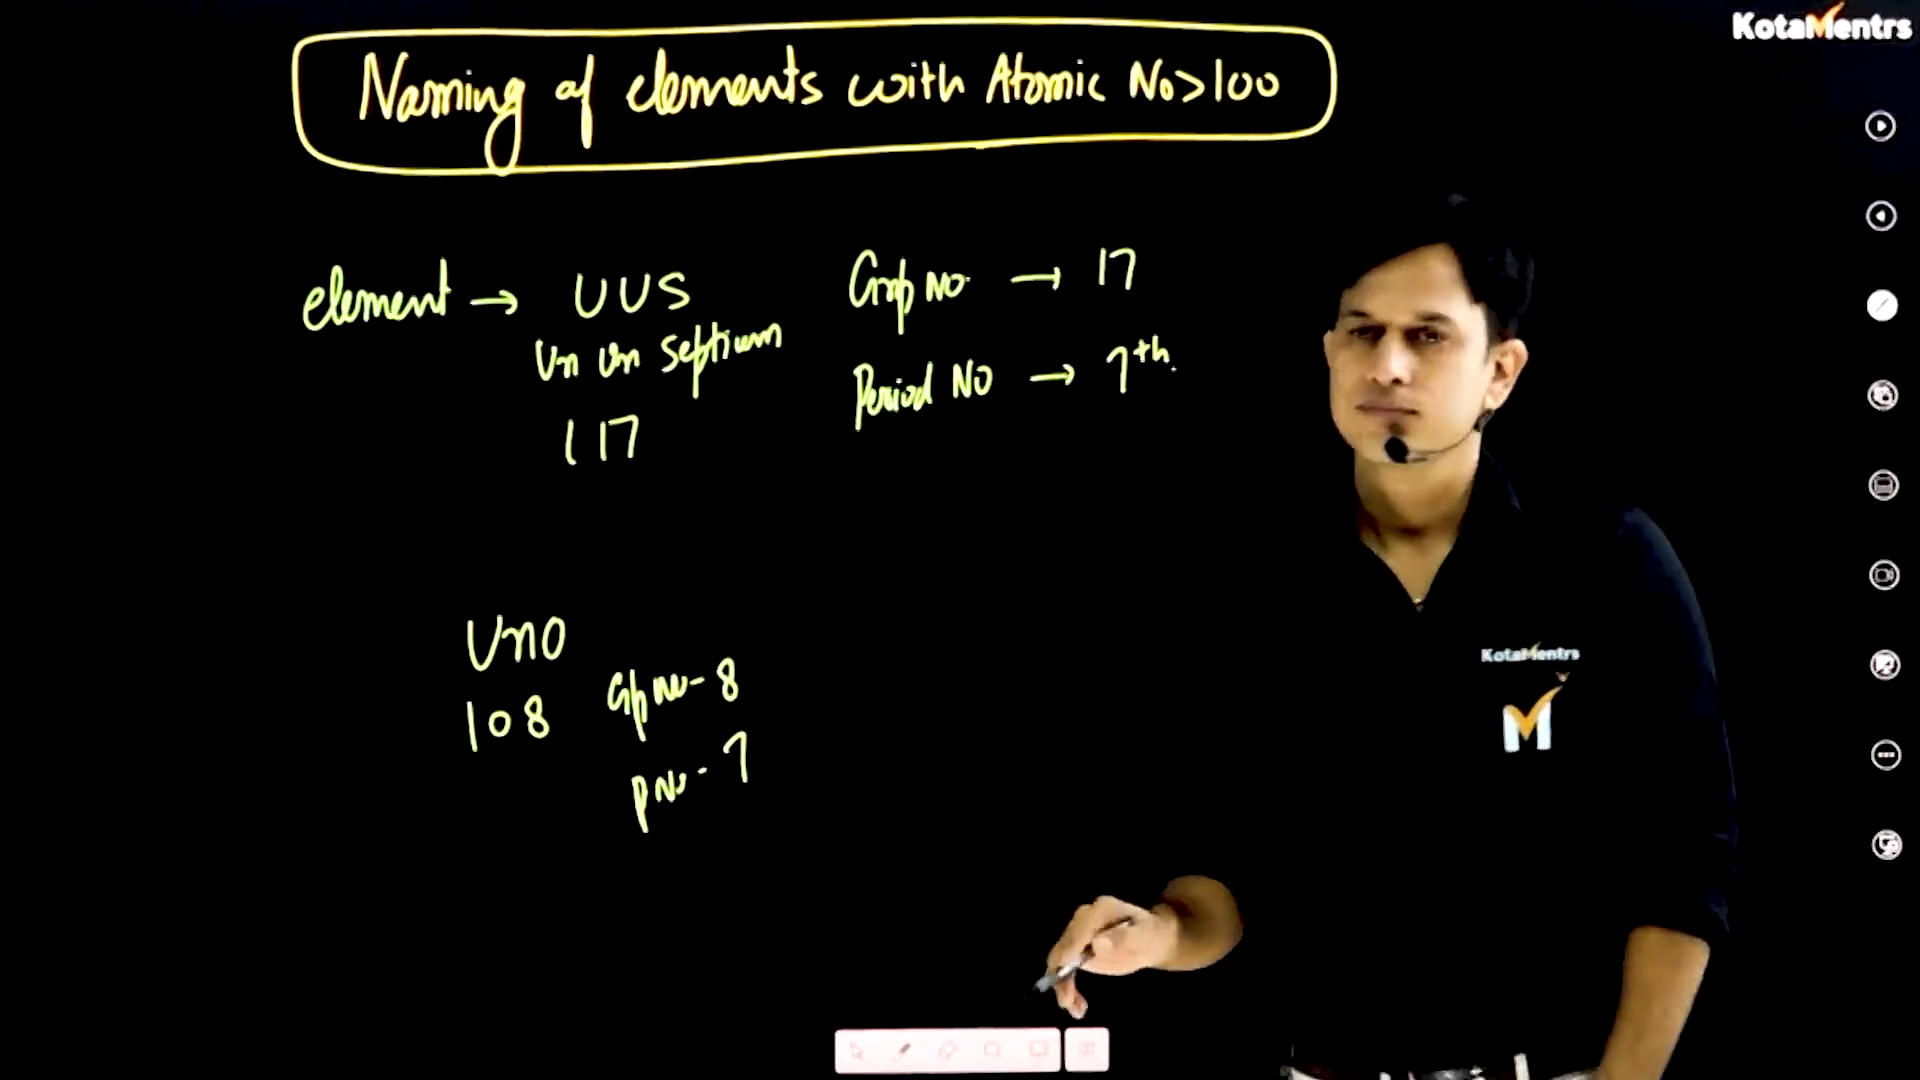 KotaMentrs
Naming of elements with Atomic No>100
element → UUS
Un Un Septium
117
Grp No → 17
Period No → 7th.
Uno
108
Gp no - 8
P No - 7
KotaMentrs
M